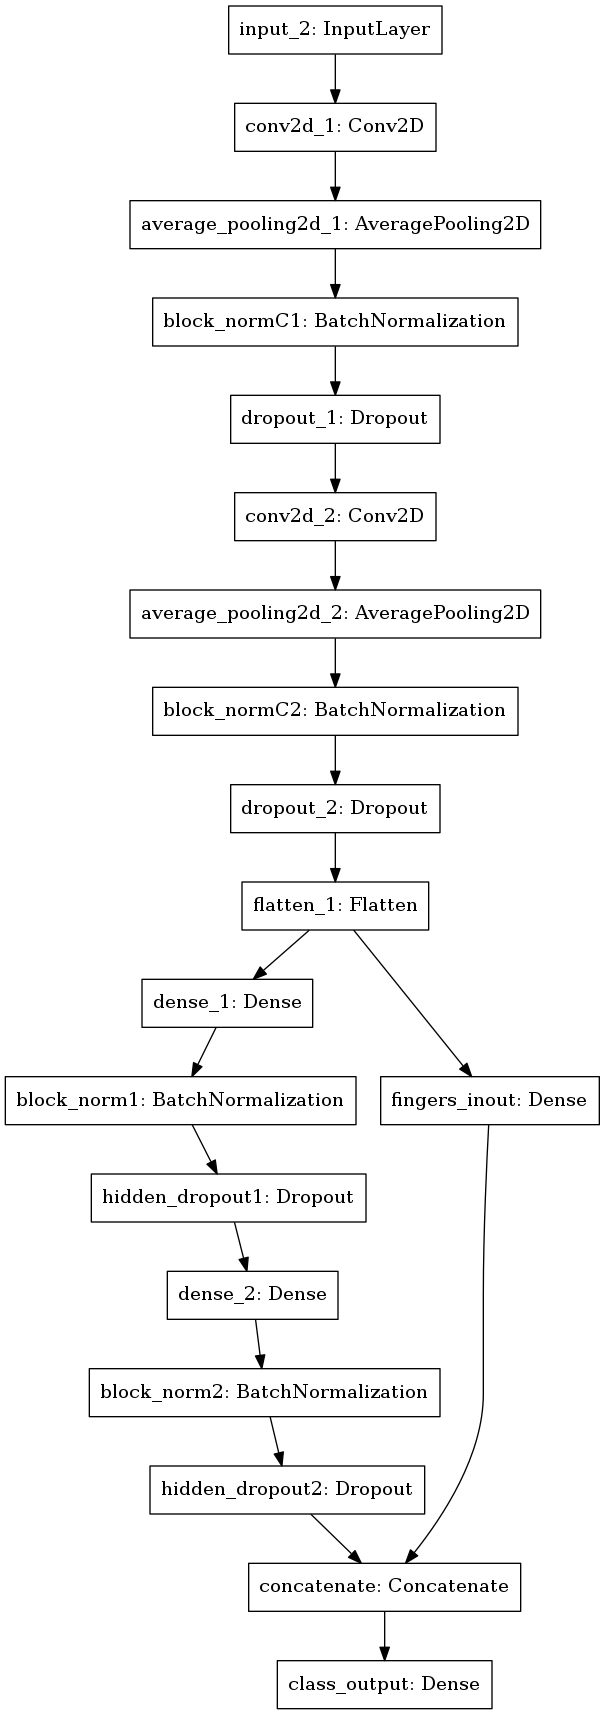 input_2: InputLayer
conv2d_1: Conv2D
average_pooling2d_1: AveragePooling2D
block_normC1: BatchNormalization
dropout_1: Dropout
conv2d_2: Conv2D
average_pooling2d_2: AveragePooling2D
block_normC2: BatchNormalization
dropout_2: Dropout
flatten_1: Flatten
dense_1: Dense
block_norm1: BatchNormalization
fingers_inout: Dense
hidden_dropout1: Dropout
dense_2: Dense
block_norm2: BatchNormalization
hidden_dropout2: Dropout
concatenate: Concatenate
class_output: Dense